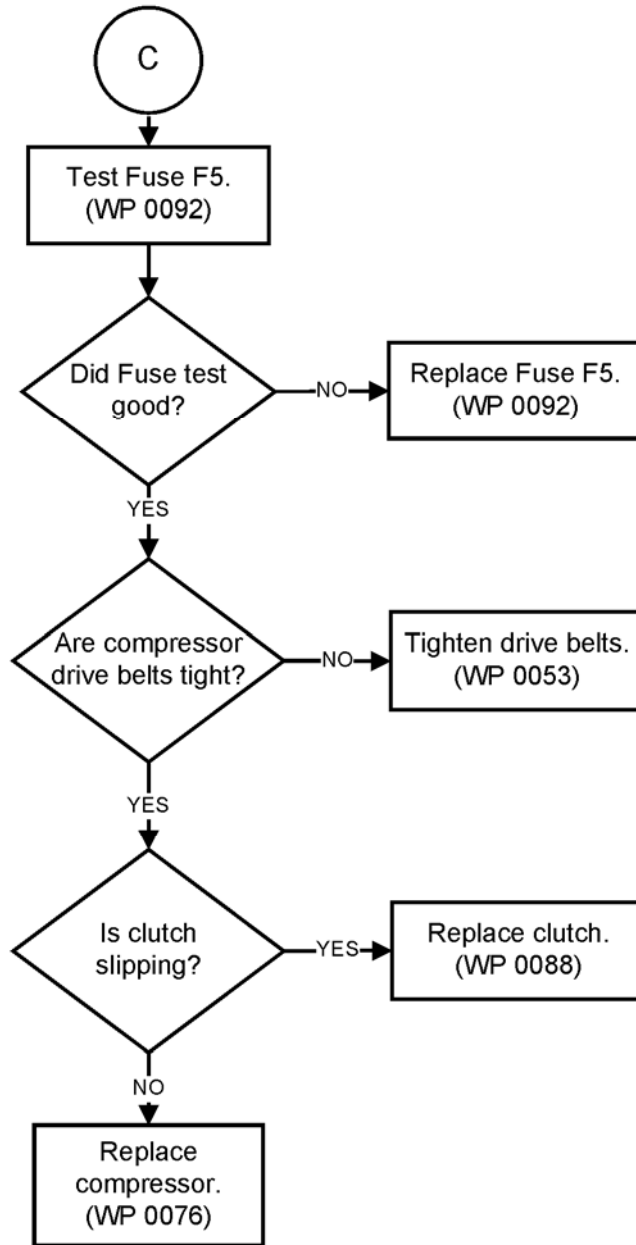 C
Test Fuse F5.
(WP 0092)
Did Fuse test
good?
NO
Replace Fuse F5.
(WP 0092)
YES
Are compressor
drive belts tight?
NO
Tighten drive belts.
(WP 0053)
YES
Is clutch
slipping?
YES
Replace clutch.
(WP 0088)
NO
Replace
compressor.
(WP 0076)